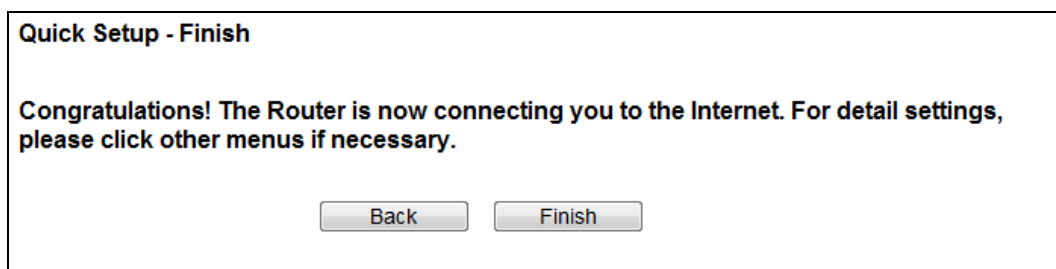 Quick Setup - Finish
Congratulations! The Router is now connecting you to the Internet. For detail settings,
please click other menus if necessary.
Back Finish